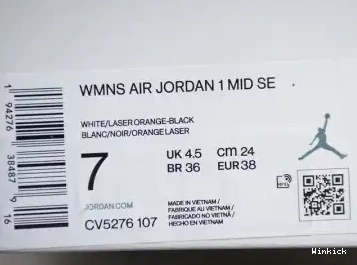 WMNS AIR JORDAN 1 MID SE
WHITE/LASER ORANGE-BLACK
BLANC/NOIR/ORANGE LASER
7
UK 4.5 cm 24
BR 36 EUR 38
JORDAN.COM
CV5276 107
MADE IN VIETNAM /
FABRIQUE AU VIETNAM /
FABRICADO NO VIETNÃ /
HECHO EN VIETNAM
1 94276 38487 9 16
Winkick